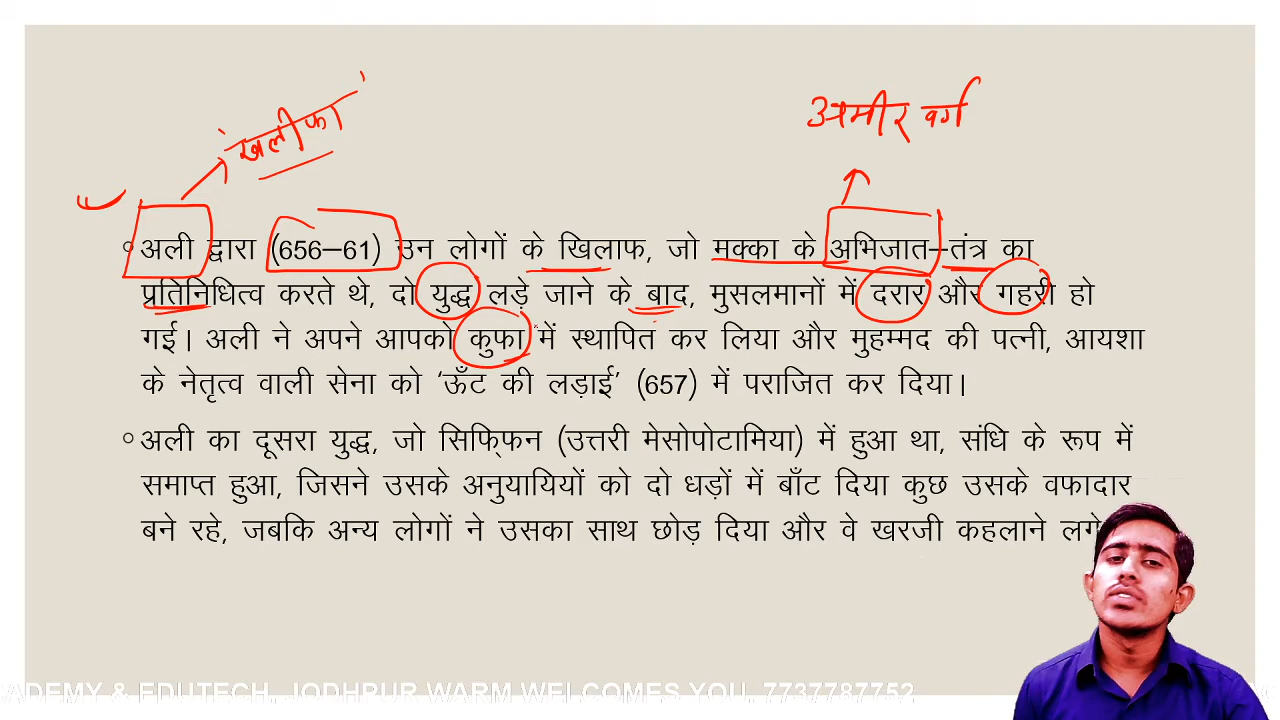 खलीफा
अमीर वर्ग
अली द्वारा (656–61) उन लोगों के खिलाफ, जो मक्का के अभिजात–तंत्र का
प्रतिनिधित्व करते थे, दो युद्ध लड़े जाने के बाद, मुसलमानों में दरार और गहरी हो
गई। अली ने अपने आपको कुफा में स्थापित कर लिया और मुहम्मद की पत्नी, आयशा
के नेतृत्व वाली सेना को ‘ऊँट की लड़ाई’ (657) में पराजित कर दिया।
अली का दूसरा युद्ध, जो सिफ्फिन (उत्तरी मेसोपोटामिया) में हुआ था, संधि के रूप में
समाप्त हुआ, जिसने उसके अनुयायियों को दो धड़ों में बाँट दिया कुछ उसके वफादार
बने रहे, जबकि अन्य लोगों ने उसका साथ छोड़ दिया और वे खरजी कहलाने लगे
ADEMY & EDUTECH, JODHPUR WARM WELCOMES YOU, 7737787752